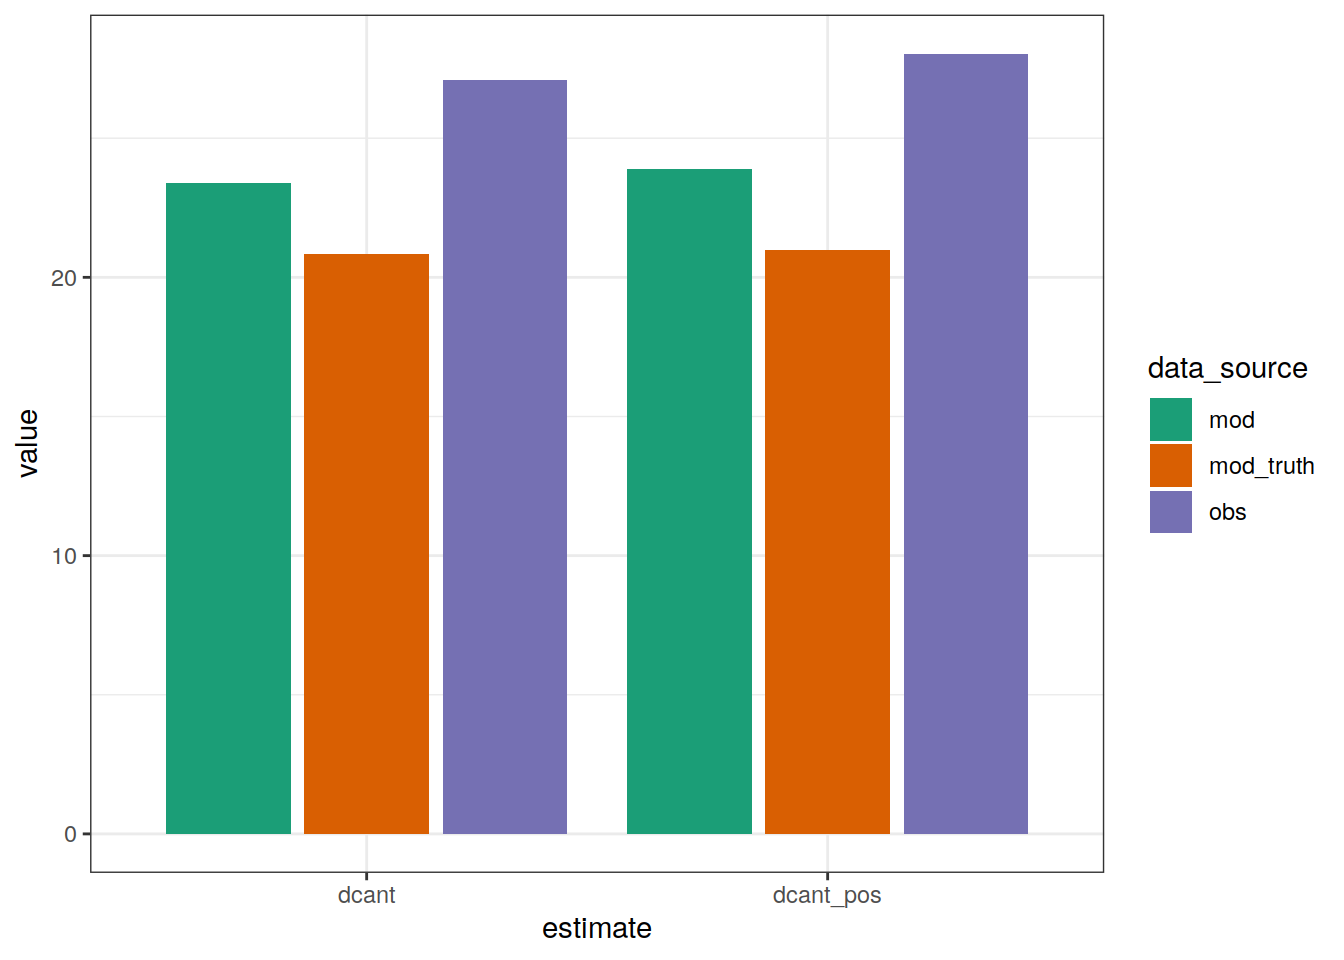 value
20
10
0
dcant
dcant_pos
estimate
data_source
mod
mod_truth
obs